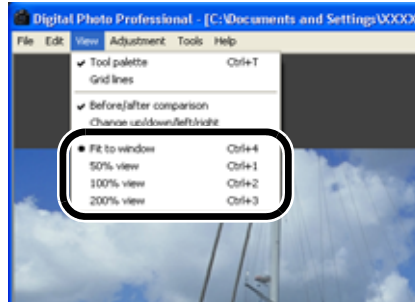 Digital Photo Professional - [C:\Documents and Settings\XXXX
File Edit View Adjustment Tools Help
Tool palette Ctrl+T
Grid lines
Before/after comparison
Change up/down/left/right
Fit to window Ctrl+4
50% view Ctrl+1
100% view Ctrl+2
200% view Ctrl+3